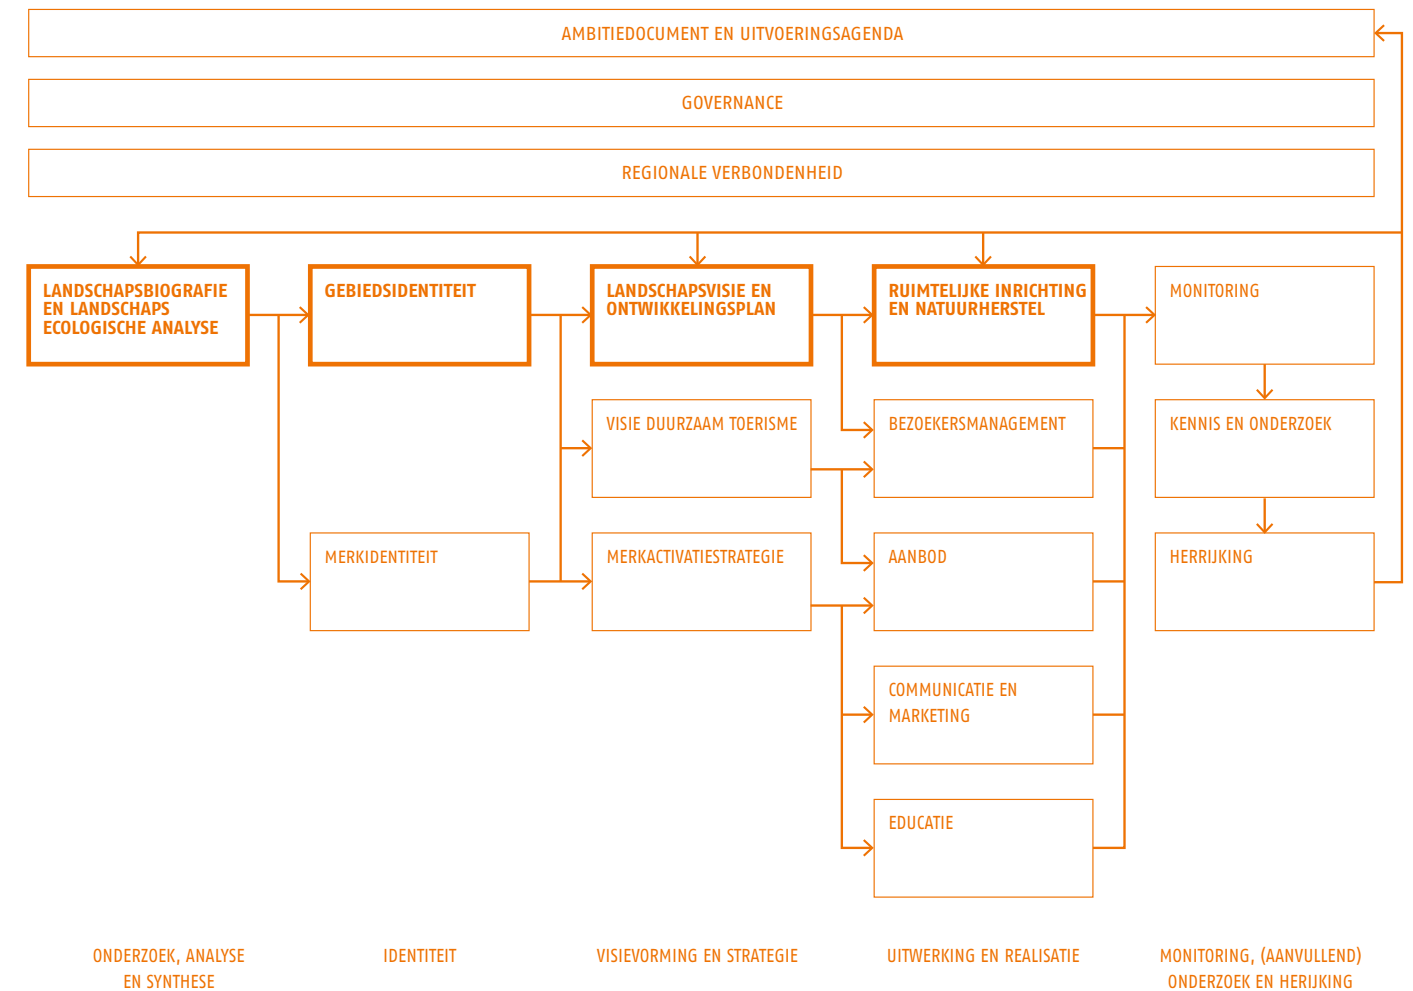 AMBITIEDOCUMENT EN UITVOERINGSAGENDA
GOVERNANCE
REGIONALE VERBONDENHEID
LANDSCHAPSBIOGRAFIE
EN LANDSCHAPS
ECOLOGISCHE ANALYSE
GEBIEDSIDENTITEIT
LANDSCHAPSVISIE EN
ONTWIKKELINGSPLAN
RUIMTELIJKE INRICHTING
EN NATUURHERSTEL
MONITORING
VISIE DUURZAAM TOERISME
BEZOEKERSMANAGEMENT
KENNIS EN ONDERZOEK
MERKIDENTITEIT
MERKACTIVATIESTRATEGIE
AANBOD
HERRIJKING
COMMUNICATIE EN
MARKETING
EDUCATIE
ONDERZOEK, ANALYSE
EN SYNTHESE
IDENTITEIT
VISIEVORMING EN STRATEGIE
UITWERKING EN REALISATIE
MONITORING, (AANVULLEND)
ONDERZOEK EN HERIJKING